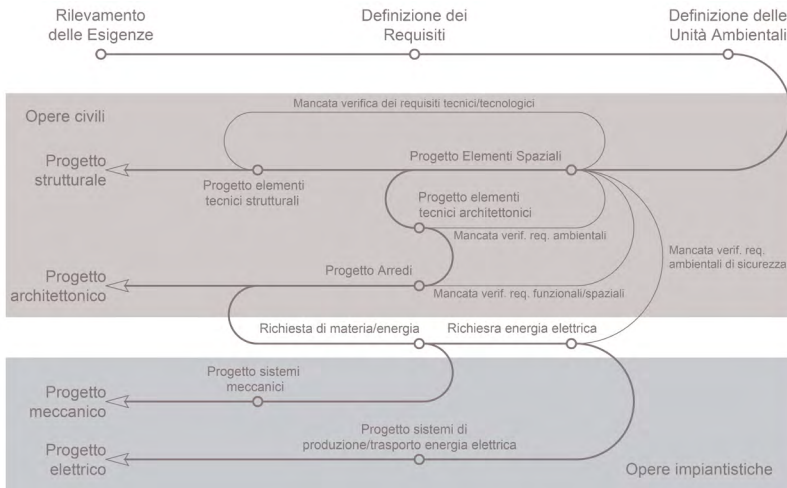 Rilevamento
delle Esigenze
Definizione dei
Requisiti
Definizione delle
Unità Ambientali
Mancata verifica dei requisiti tecnici/tecnologici
Opere civili
Progetto
strutturale
Progetto Elementi Spaziali
Progetto elementi
tecnici strutturali
Progetto elementi
tecnici architettonici
Mancata verif. req. ambientali
Mancata verif. req.
ambientali di sicurezza
Progetto
architettonico
Progetto Arredi
Mancata verif. req. funzionali/spaziali
Richiesta di materia/energia
Richiesra energia elettrica
Progetto sistemi
meccanici
Progetto
meccanico
Progetto sistemi di
produzione/trasporto energia elettrica
Progetto
elettrico
Opere impiantistiche